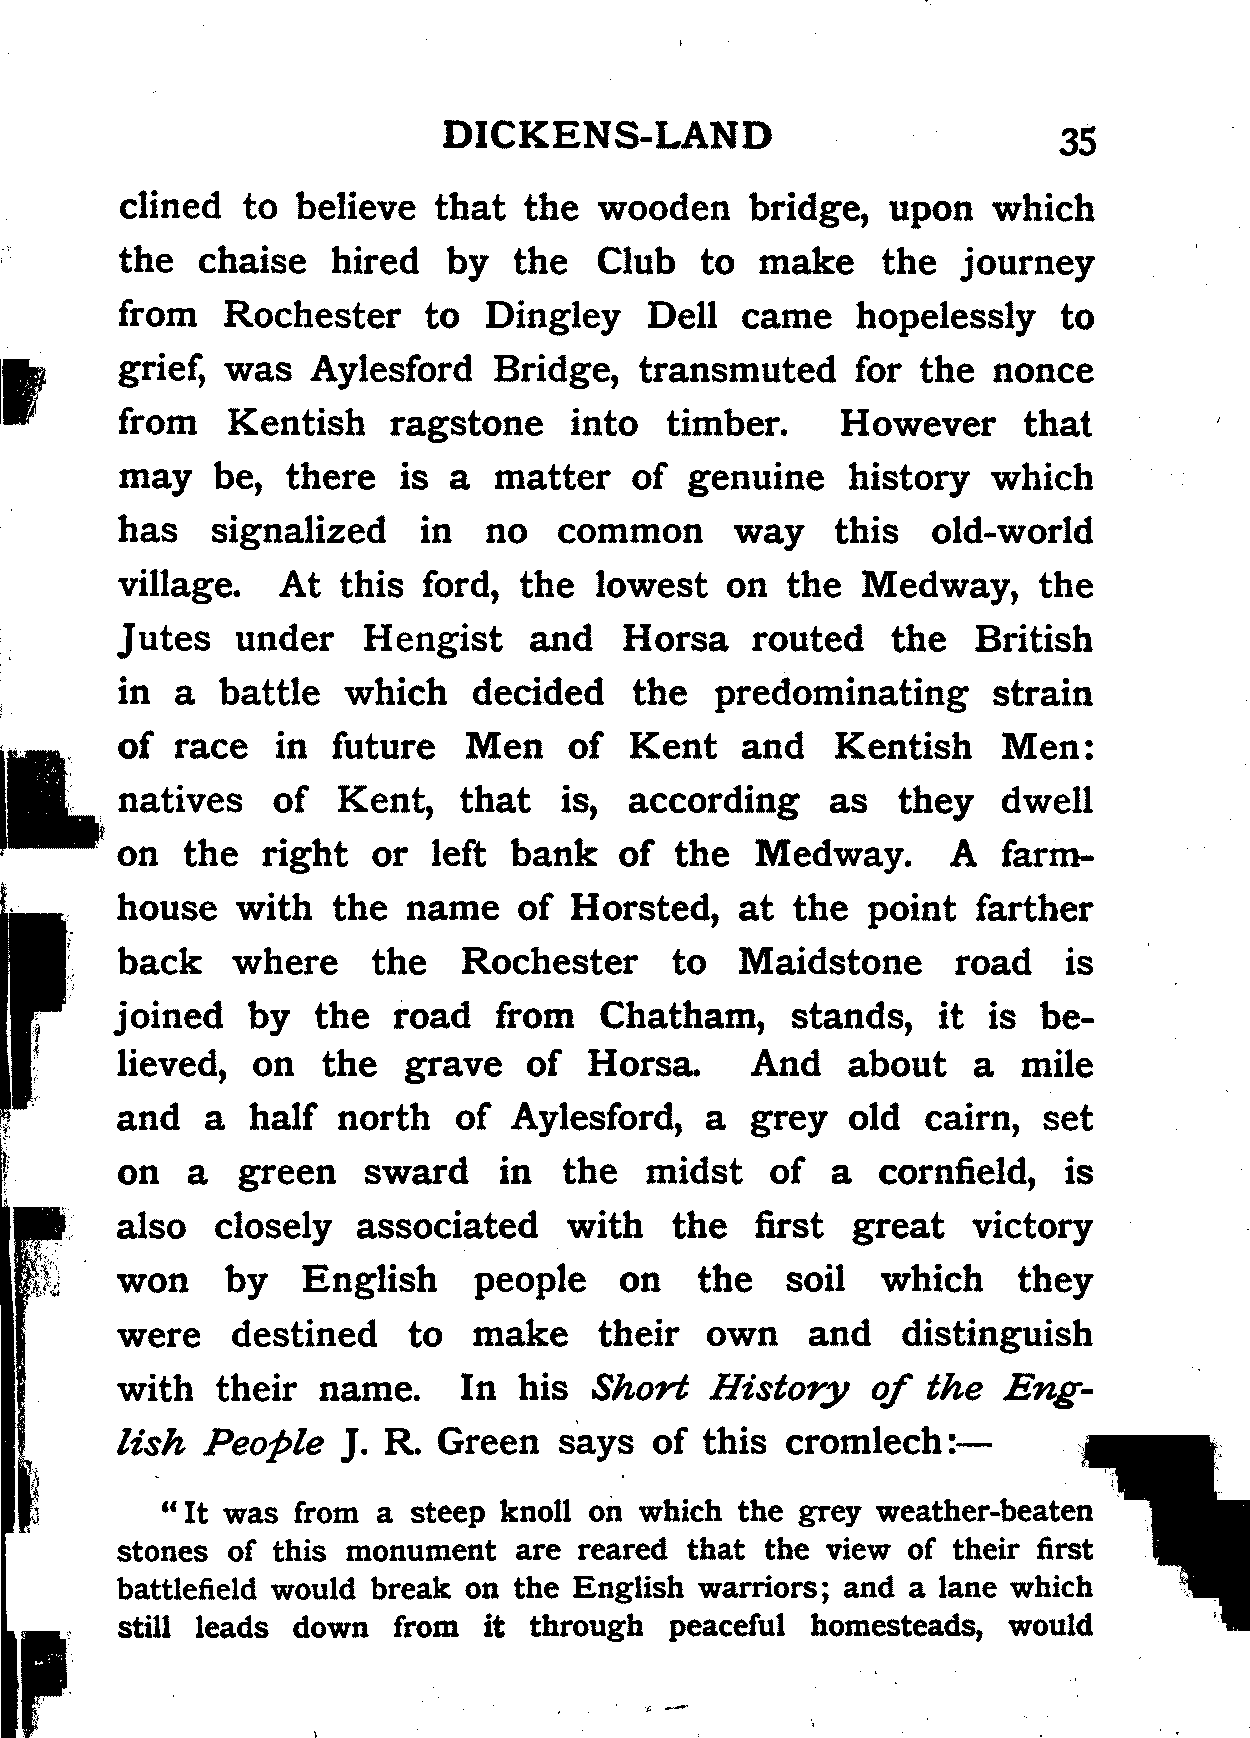 DICKENS-LAND 35
clined to believe that the wooden bridge, upon which
the chaise hired by the Club to make the journey
from Rochester to Dingley Dell came hopelessly to
grief, was Aylesford Bridge, transmuted for the nonce
from Kentish ragstone into timber. However that
may be, there is a matter of genuine history which
has signalized in no common way this old-world
village. At this ford, the lowest on the Medway, the
Jutes under Hengist and Horsa routed the British
in a battle which decided the predominating strain
of race in future Men of Kent and Kentish Men:
natives of Kent, that is, according as they dwell
on the right or left bank of the Medway. A farm-
house with the name of Horsted, at the point farther
back where the Rochester to Maidstone road is
joined by the road from Chatham, stands, it is be-
lieved, on the grave of Horsa. And about a mile
and a half north of Aylesford, a grey old cairn, set
on a green sward in the midst of a cornfield, is
also closely associated with the first great victory
won by English people on the soil which they
were destined to make their own and distinguish
with their name. In his Short History of the Eng-
lish People J. R. Green says of this cromlech:—
"It was from a steep knoll on which the grey weather-beaten
stones of this monument are reared that the view of their first
battlefield would break on the English warriors; and a lane which
still leads down from it through peaceful homesteads, would